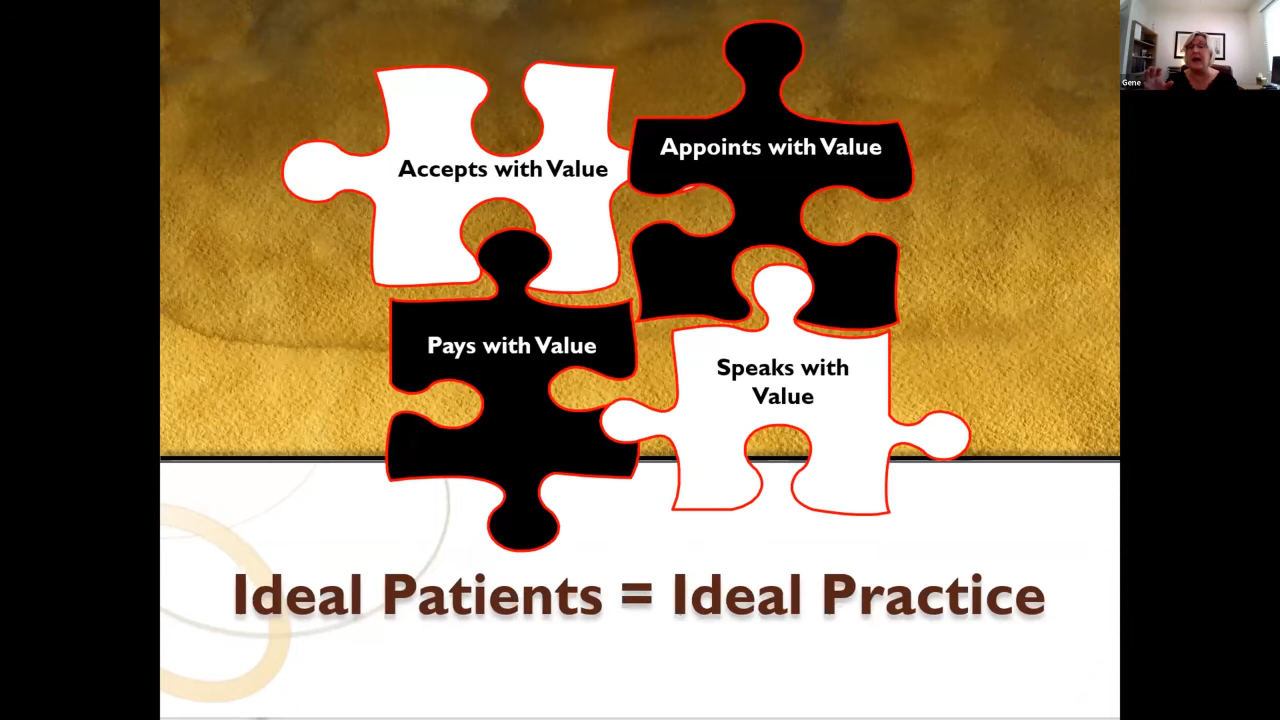 Accepts with Value
Appoints with Value
Pays with Value
Speaks with
Value
Ideal Patients = Ideal Practice
Gene